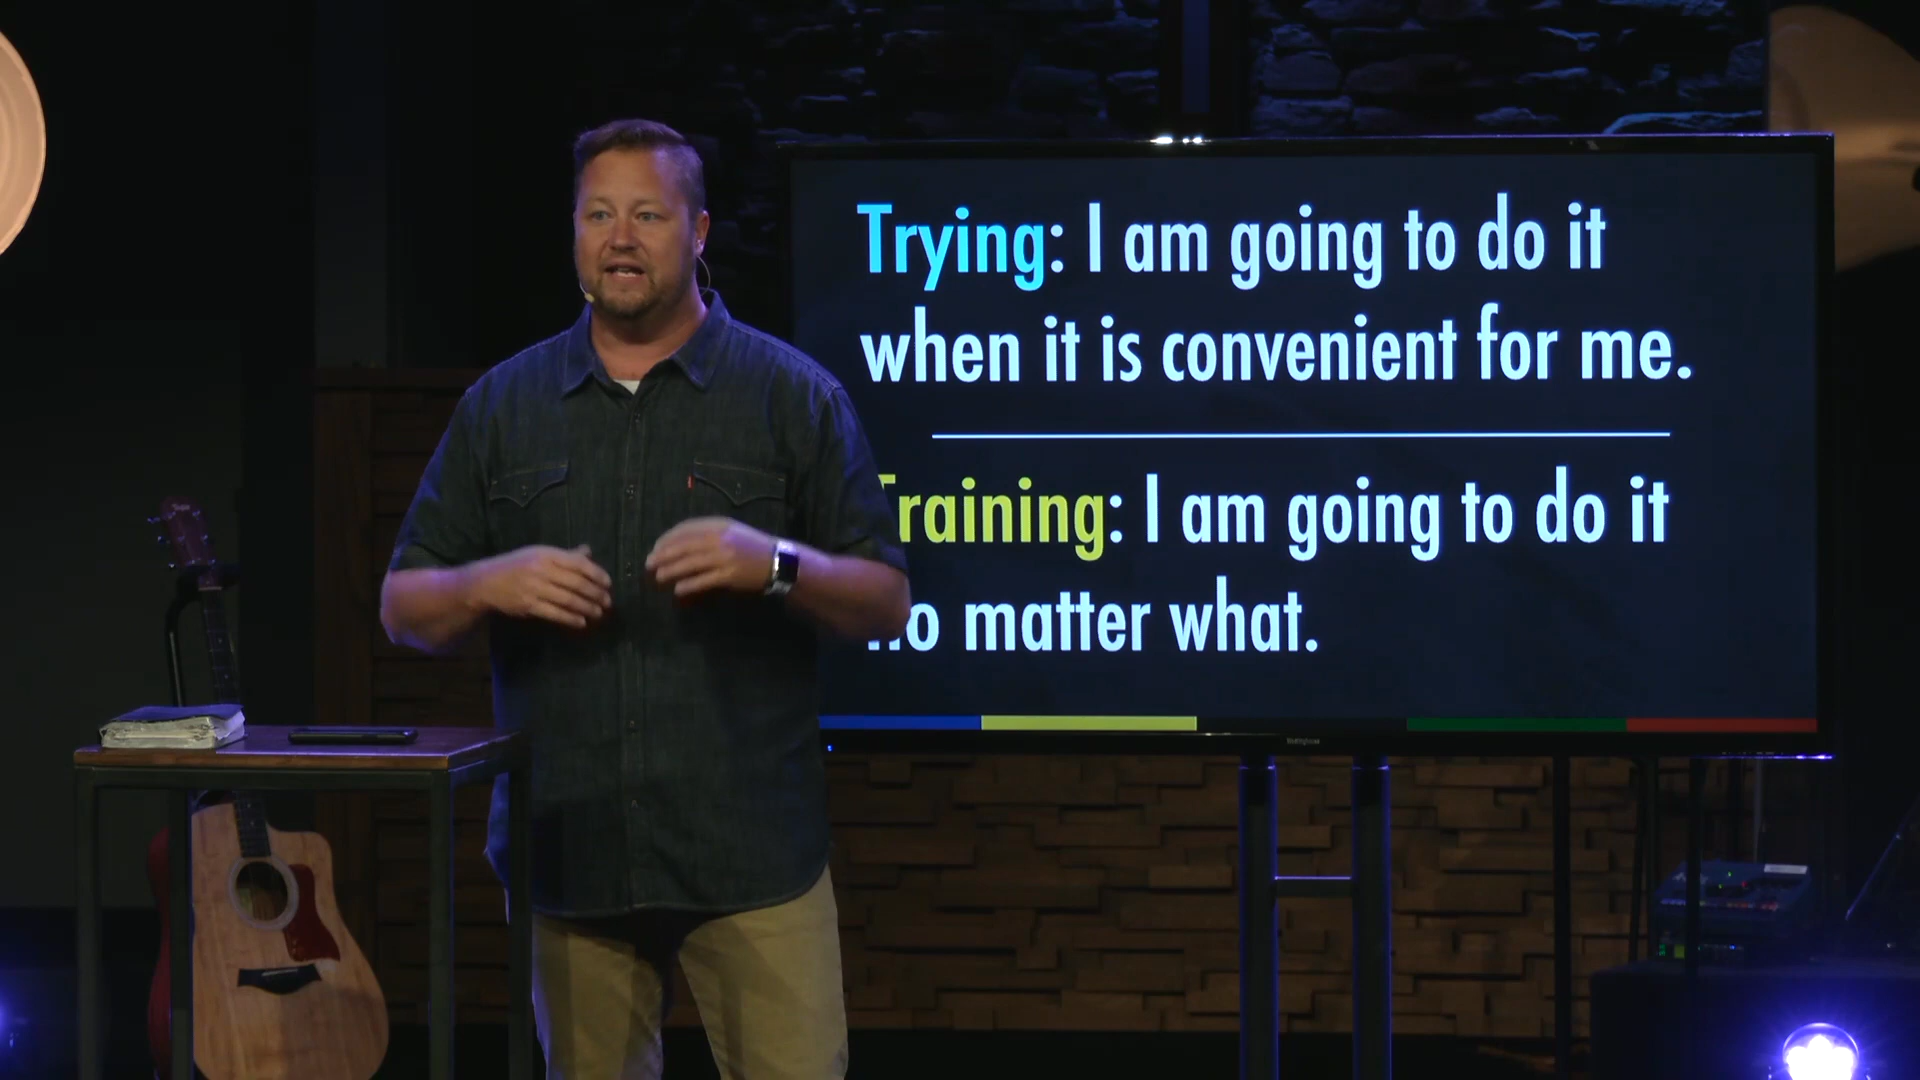 Trying: I am going to do it
when it is convenient for me.
Training: I am going to do it
no matter what.